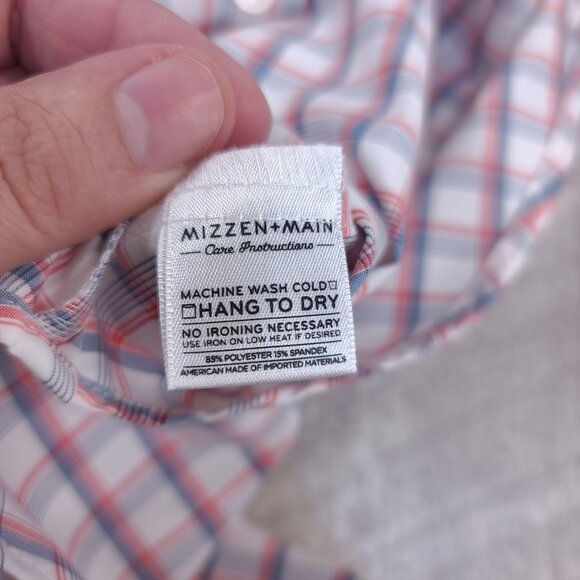 MIZZEN+MAIN
Care Instructions
MACHINE WASH COLD
HANG TO DRY
NO IRONING NECESSARY
USE IRON ON LOW HEAT IF DESIRED
85% POLYESTER 15% SPANDEX
AMERICAN MADE OF IMPORTED MATERIALS